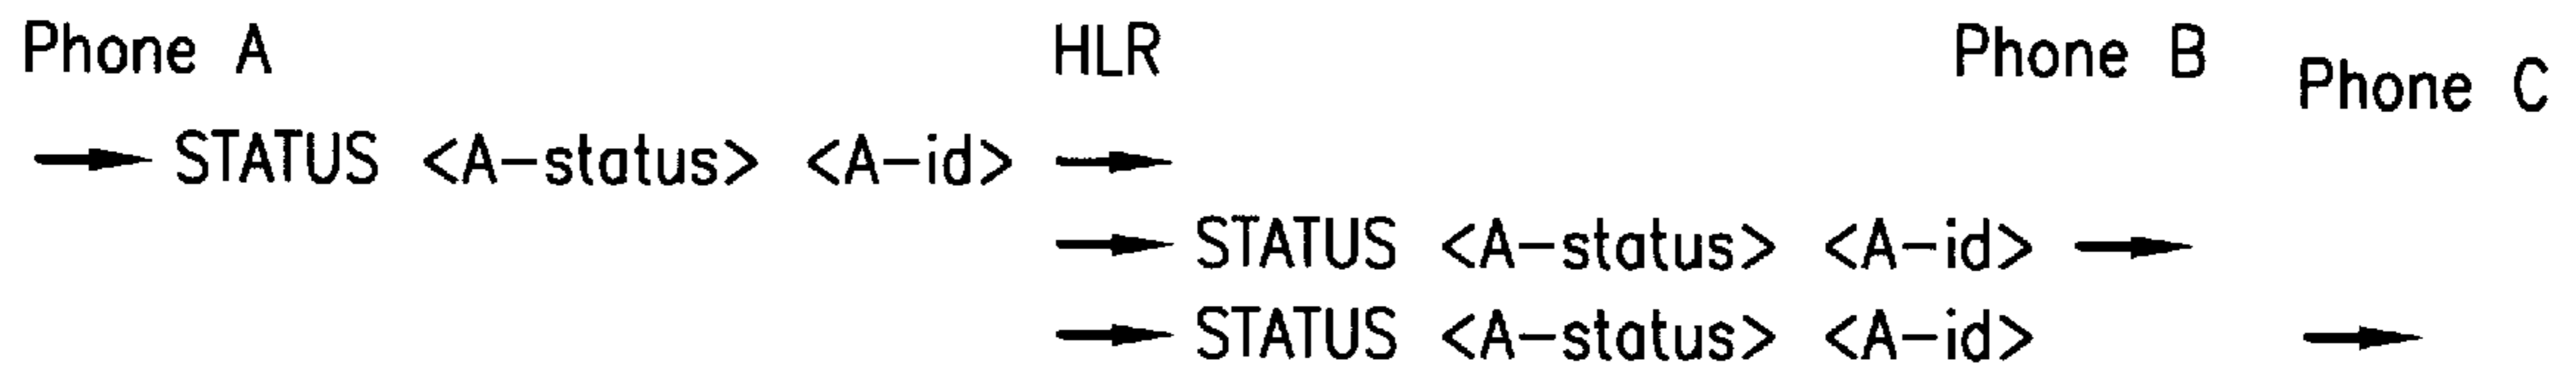 Phone A HLR Phone B Phone C
→ STATUS <A-status> <A-id> →
→ STATUS <A-status> <A-id> →
→ STATUS <A-status> <A-id> →